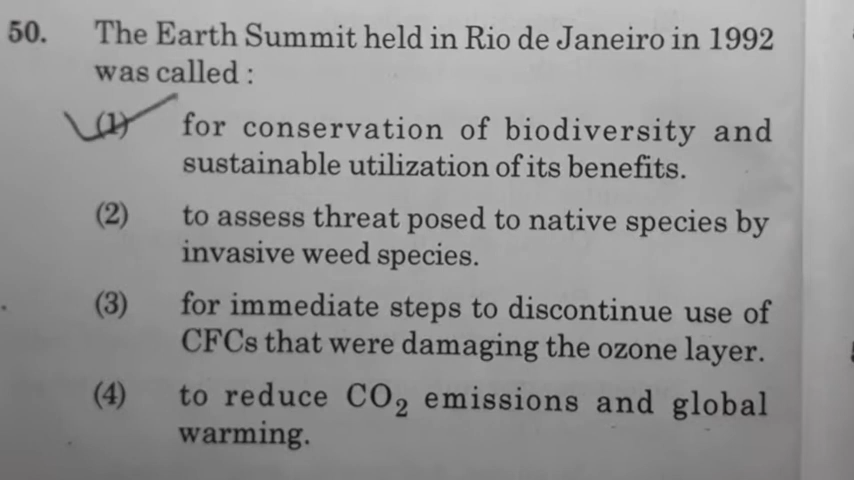 50. The Earth Summit held in Rio de Janeiro in 1992
was called :
(1) for conservation of biodiversity and
sustainable utilization of its benefits.
(2) to assess threat posed to native species by
invasive weed species.
(3) for immediate steps to discontinue use of
CFCs that were damaging the ozone layer.
(4) to reduce CO₂ emissions and global
warming.